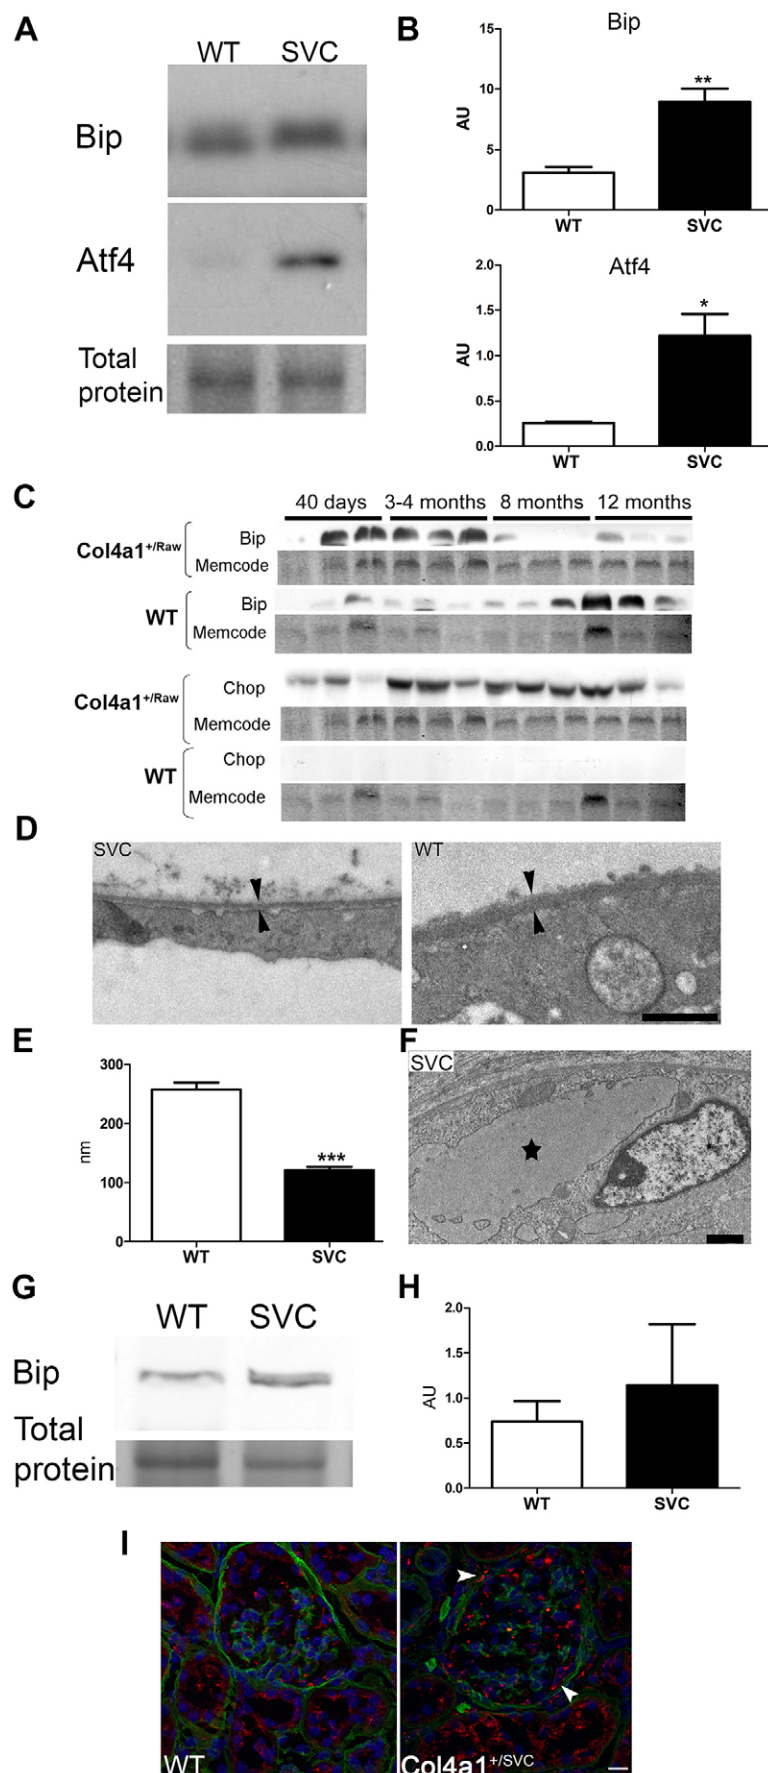 A
WT SVC
Bip
Atf4
Total
protein
B
Bip
15
10
5
0
AU
**
WT SVC
Atf4
2.0
1.5
1.0
0.5
0.0
AU
*
WT SVC
C
40 days 3-4 months 8 months 12 months
Col4a1+/Raw Bip
Memcode
WT Bip
Memcode
Col4a1+/Raw Chop
Memcode
WT Chop
Memcode
D
SVC
WT
E
300
200
100
0
nm
***
WT SVC
F
SVC
G
WT SVC
Bip
Total
protein
H
2.0
1.5
1.0
0.5
0.0
AU
WT SVC
I
WT
Col4a1+/SVC